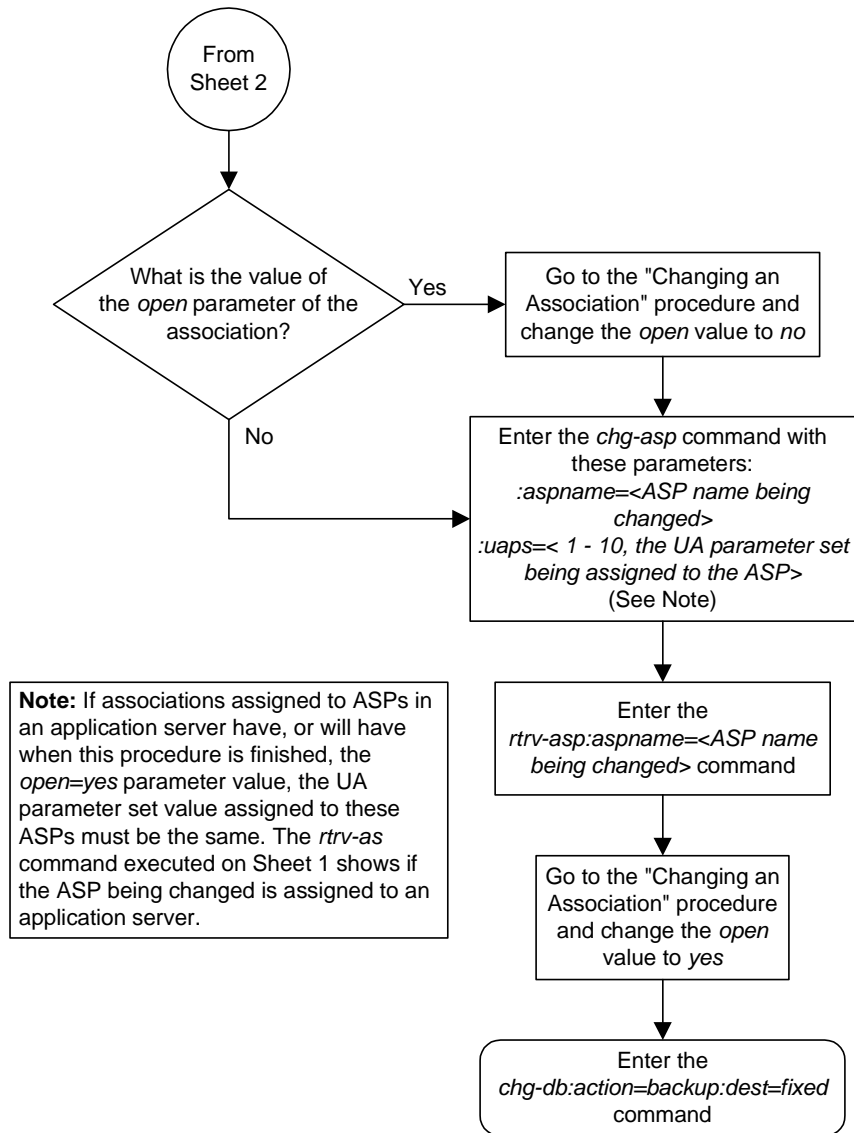 From
Sheet 2
What is the value of
the open parameter of the
association?
Yes
Go to the "Changing an
Association" procedure and
change the open value to no
No
Enter the chg-asp command with
these parameters:
:aspname=<ASP name being
changed>
:uaps=< 1 - 10, the UA parameter set
being assigned to the ASP>
(See Note)
Note: If associations assigned to ASPs in
an application server have, or will have
when this procedure is finished, the
open=yes parameter value, the UA
parameter set value assigned to these
ASPs must be the same. The rtrv-as
command executed on Sheet 1 shows if
the ASP being changed is assigned to an
application server.
Enter the
rtrv-asp:aspname=<ASP name
being changed> command
Go to the "Changing an
Association" procedure
and change the open
value to yes
Enter the
chg-db:action=backup:dest=fixed
command